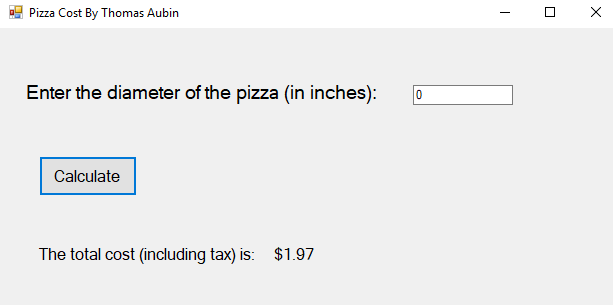 Pizza Cost By Thomas Aubin
Enter the diameter of the pizza (in inches): 0
Calculate
The total cost (including tax) is: $1.97